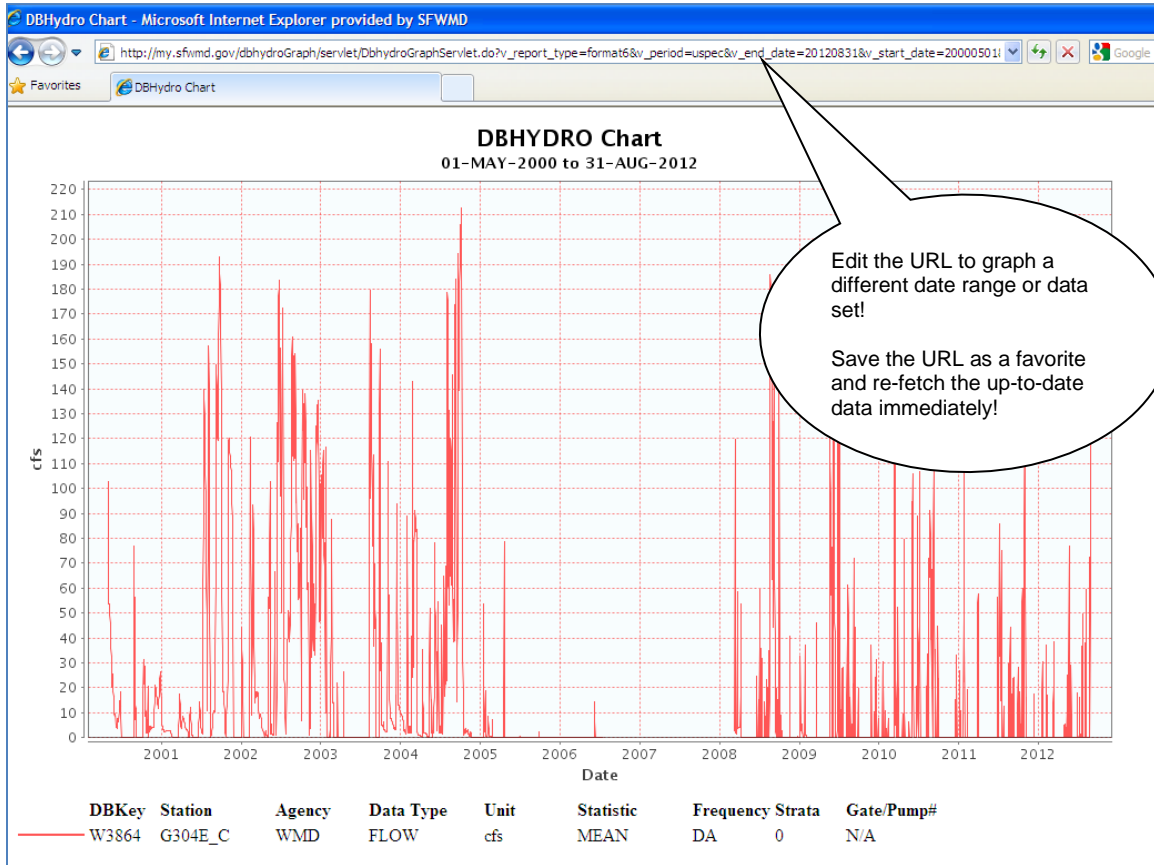 DBHydro Chart - Microsoft Internet Explorer provided by SFWMD
http://my.sfwmd.gov/dbhydroGraph/servlet/DbhydroGraphServlet.do?v_report_type=format6&v_period=uspec&v_end_date=20120831&v_start_date=20000501&
Google
Favorites
DBHydro Chart
DBHYDRO Chart
01-MAY-2000 to 31-AUG-2012
Edit the URL to graph a
different date range or data
set!
Save the URL as a favorite
and re-fetch the up-to-date
data immediately!
220
210
200
190
180
170
160
150
140
130
120
110
100
90
80
70
60
50
40
30
20
10
0
cfs
2001 2002 2003 2004 2005 2006 2007 2008 2009 2010 2011 2012
Date
DBKey Station Agency Data Type Unit Statistic Frequency Strata Gate/Pump#
W3864 G304E_C WMD FLOW cfs MEAN DA 0 N/A